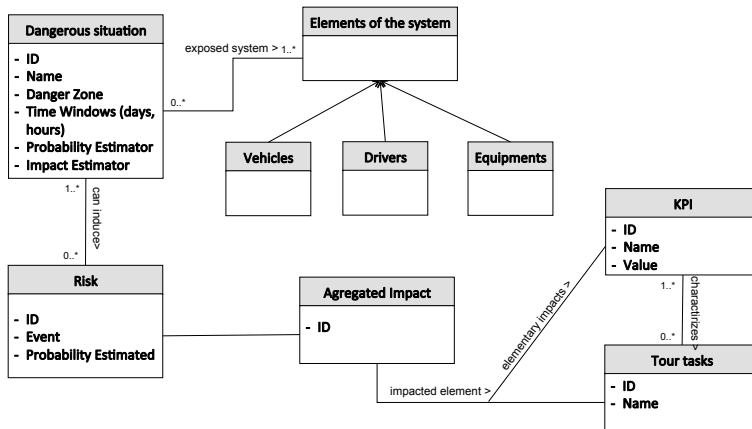 Dangerous situation
- ID
- Name
- Danger Zone
- Time Windows (days,
hours)
- Probability Estimator
- Impact Estimator
exposed system >
1..*
0..*
Elements of the system
Vehicles
Drivers
Equipments
1..*
can induce>
0..*
Risk
- ID
- Event
- Probability Estimated
Agregated Impact
- ID
impacted element >
elementary impacts >
KPI
- ID
- Name
- Value
1..*
charactirizes >
0..*
Tour tasks
- ID
- Name